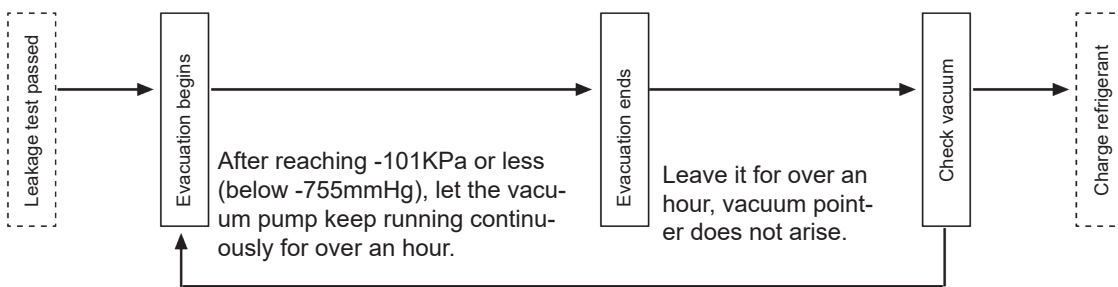 Leakage test passed
Evacuation begins
After reaching -101KPa or less
(below -755mmHg), let the vacu-
um pump keep running continu-
ously for over an hour.
Evacuation ends
Leave it for over an
hour, vacuum point-
er does not arise.
Check vacuum
Charge refrigerant